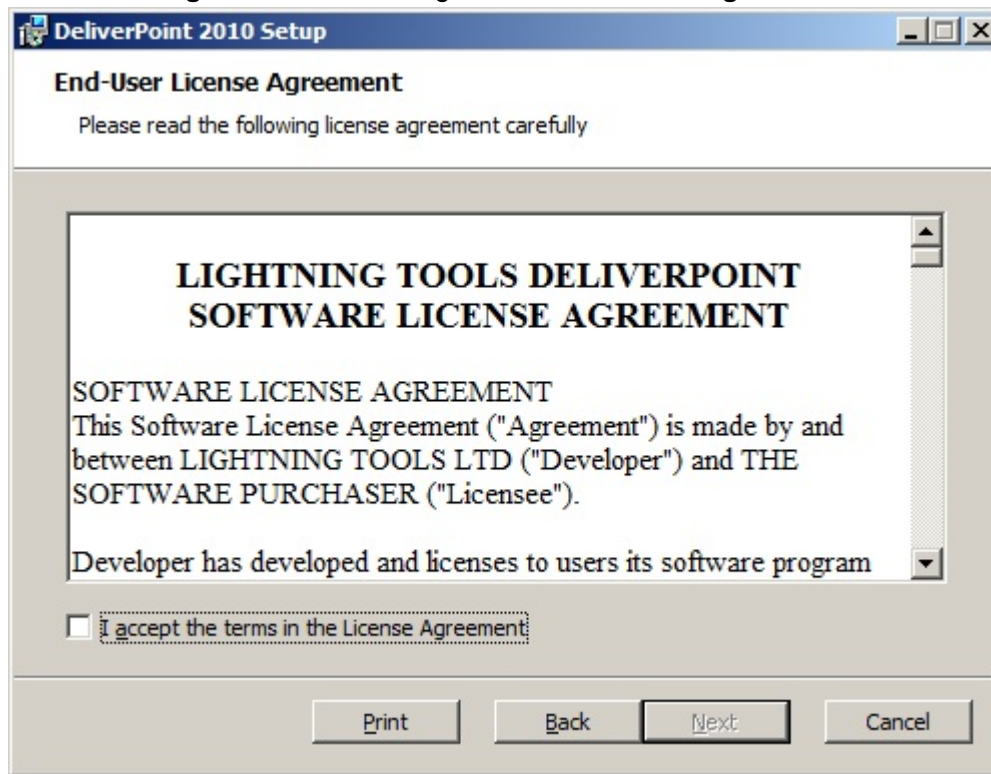 DeliverPoint 2010 Setup
End-User License Agreement
Please read the following license agreement carefully
LIGHTNING TOOLS DELIVERPOINT
SOFTWARE LICENSE AGREEMENT
SOFTWARE LICENSE AGREEMENT
This Software License Agreement ("Agreement") is made by and
between LIGHTNING TOOLS LTD ("Developer") and THE
SOFTWARE PURCHASER ("Licensee").
Developer has developed and licenses to users its software program
I accept the terms in the License Agreement
Print Back Next Cancel